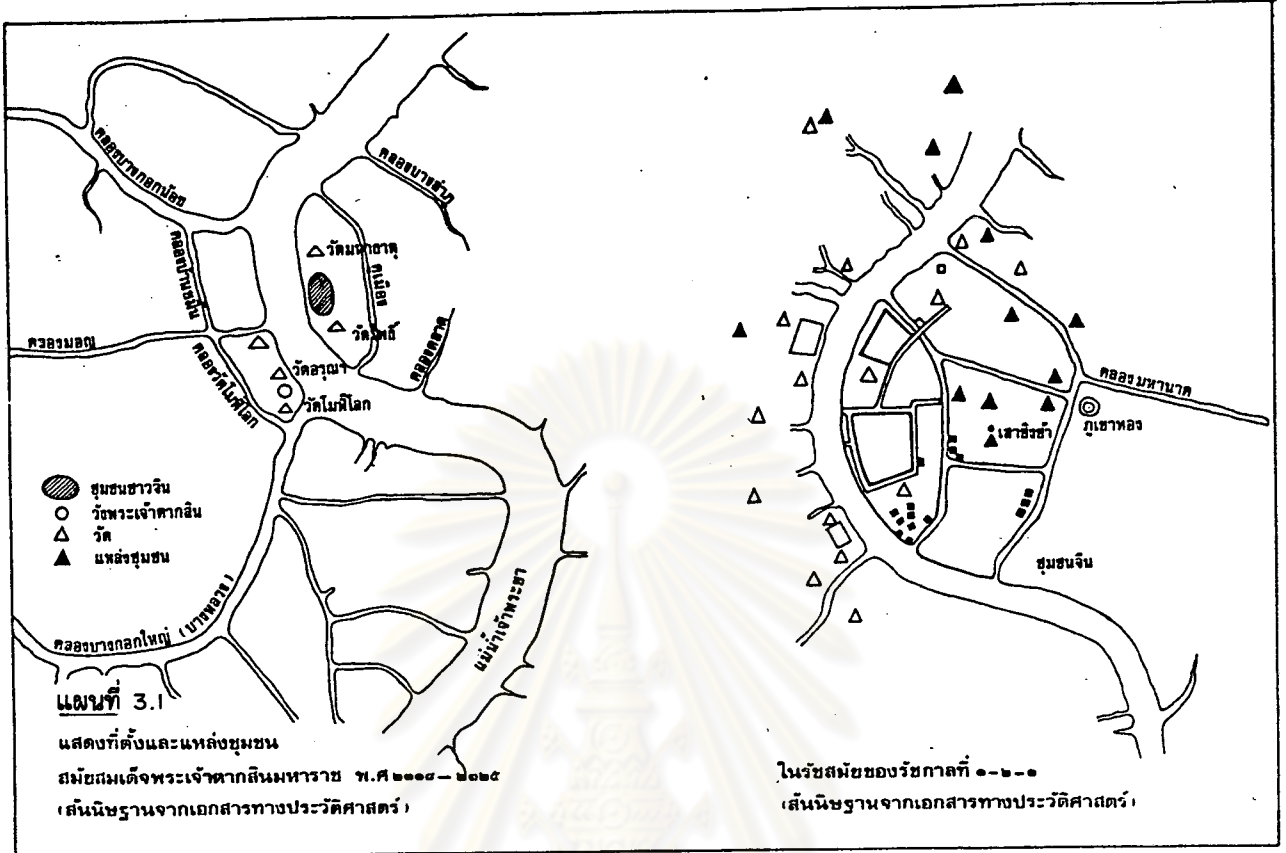 คลองบางกอกน้อย
คลองบางลำภู
คลองบ้านขมิ้น
วัดมหาธาตุ
คูเมือง
วัดโพธิ์
คลองตลาด
คลองมอญ
คลองวัดโมฬีโลก
วัดอรุณฯ
วัดโมฬีโลก
ชุมชนชาวจีน
วังพระเจ้าตากสิน
วัด
แหล่งชุมชน
คลองบางกอกใหญ่ (บางหลวง)
แม่น้ำเจ้าพระยา
แผนที่ 3.1
แสดงที่ตั้งและแหล่งชุมชน
สมัยสมเด็จพระเจ้าตากสินมหาราช พ.ศ
(สันนิษฐานจากเอกสารทางประวัติศาสตร์)
คลองมหานาค
ภูเขาทอง
เสาชิงช้า
ชุมชนจีน
ในรัชสมัยของรัชกาลที่ ๑-๒-๑
(สันนิษฐานจากเอกสารทางประวัติศาสตร์)